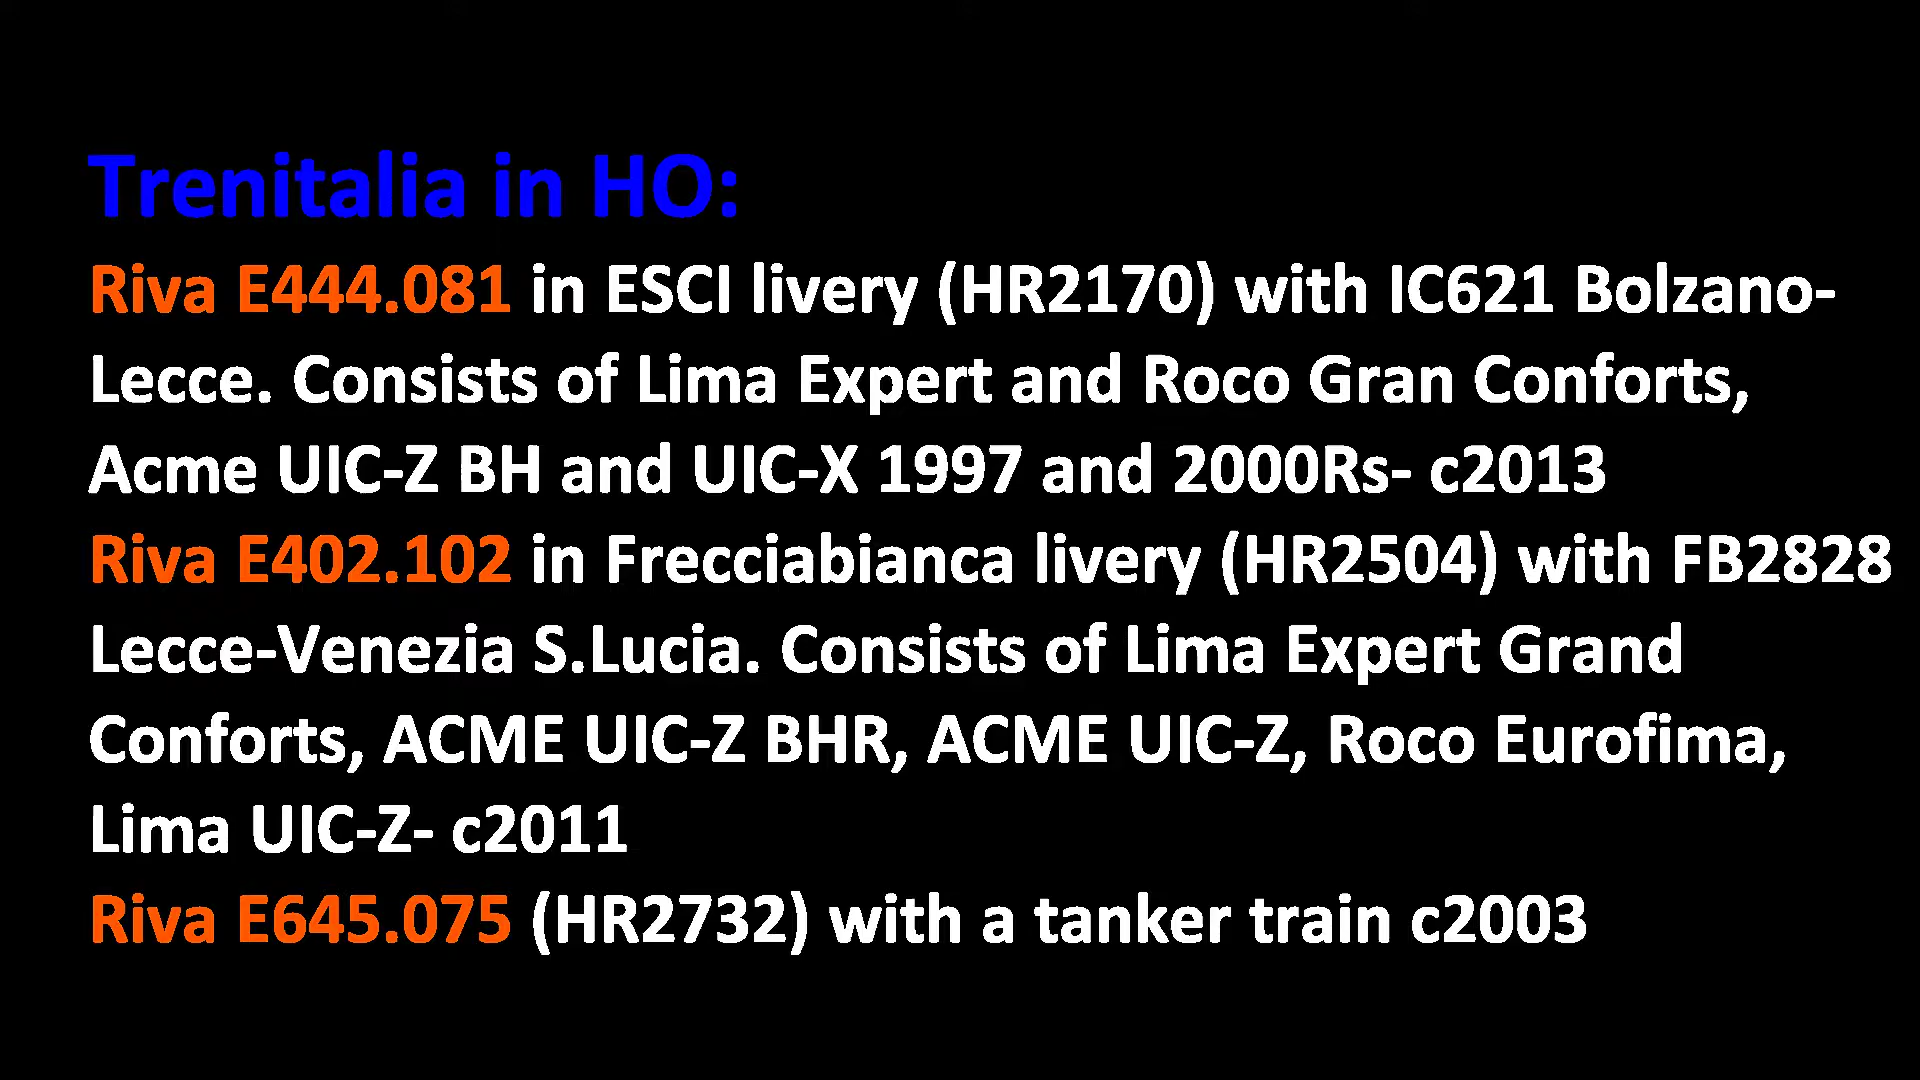 Trenitalia in HO:
Riva E444.081 in ESCI livery (HR2170) with IC621 Bolzano-
Lecce. Consists of Lima Expert and Roco Gran Conforts,
Acme UIC-Z BH and UIC-X 1997 and 2000Rs- c2013
Riva E402.102 in Frecciabianca livery (HR2504) with FB2828
Lecce-Venezia S.Lucia. Consists of Lima Expert Grand
Conforts, ACME UIC-Z BHR, ACME UIC-Z, Roco Eurofima,
Lima UIC-Z- c2011
Riva E645.075 (HR2732) with a tanker train c2003